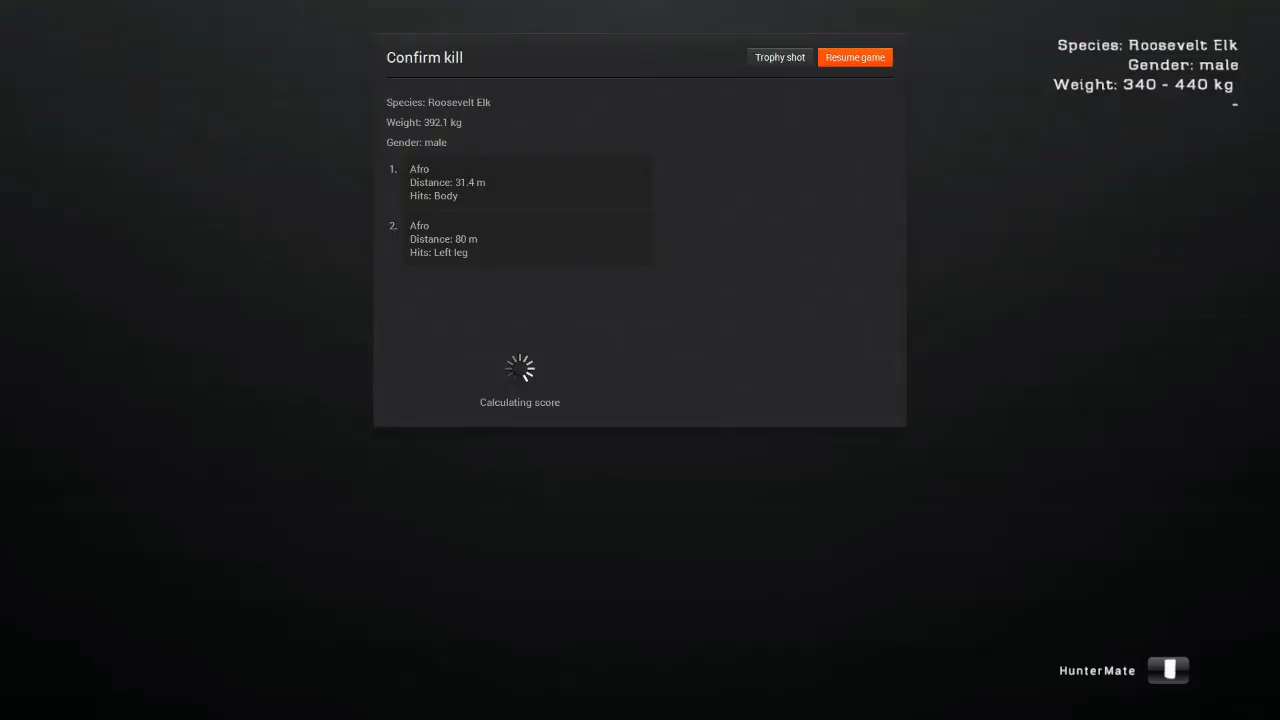 Confirm kill
Trophy shot
Resume game
Species: Roosevelt Elk
Weight: 392.1 kg
Gender: male
1.
Afro
Distance: 31.4 m
Hits: Body
2.
Afro
Distance: 80 m
Hits: Left leg
Calculating score
Species: Roosevelt Elk
Gender: male
Weight: 340 - 440 kg
-
HunterMate